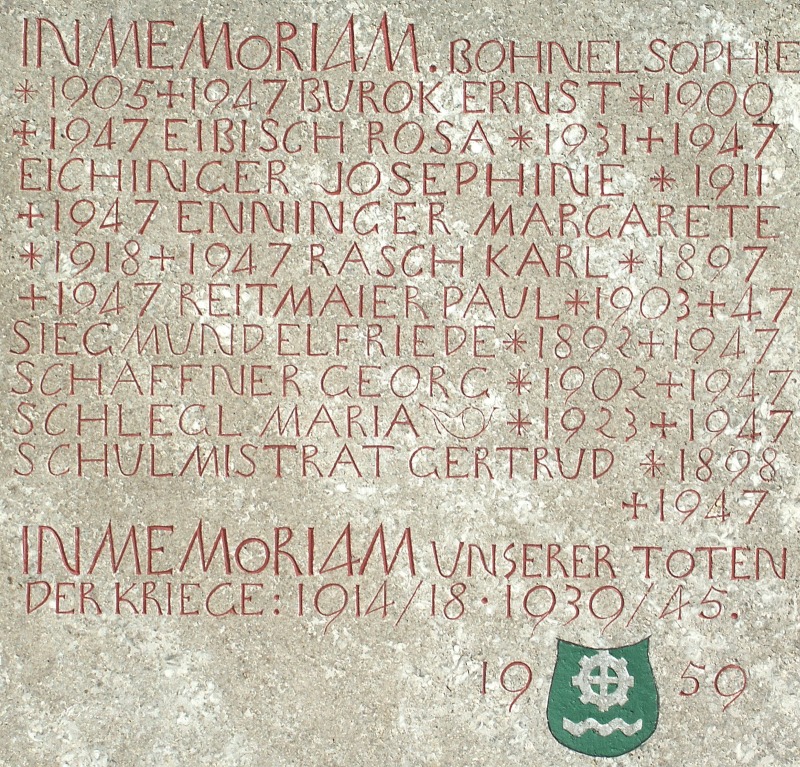 IN MEMORIAM. BOHNEL SOPHIE
*1905+1947 BUROK ERNST *1900
+1947 EIBISCH ROSA *1931+1947
EICHINGER JOSEPHINE *1911
+1947 ENNINGER MARGARETE
*1918+1947 RASCH KARL *1897
+1947 REITMAIER PAUL*1903+47
SIEGMUND ELFRIEDE*1892+1947
SCHAFFNER GEORG *1902+1947
SCHLEGL MARIA *1923+1947
SCHULMISTRAT GERTRUD *1898
+1947
IN MEMORIAM UNSERER TOTEN
DER KRIEGE: 1914/18 · 1939/45.
1959